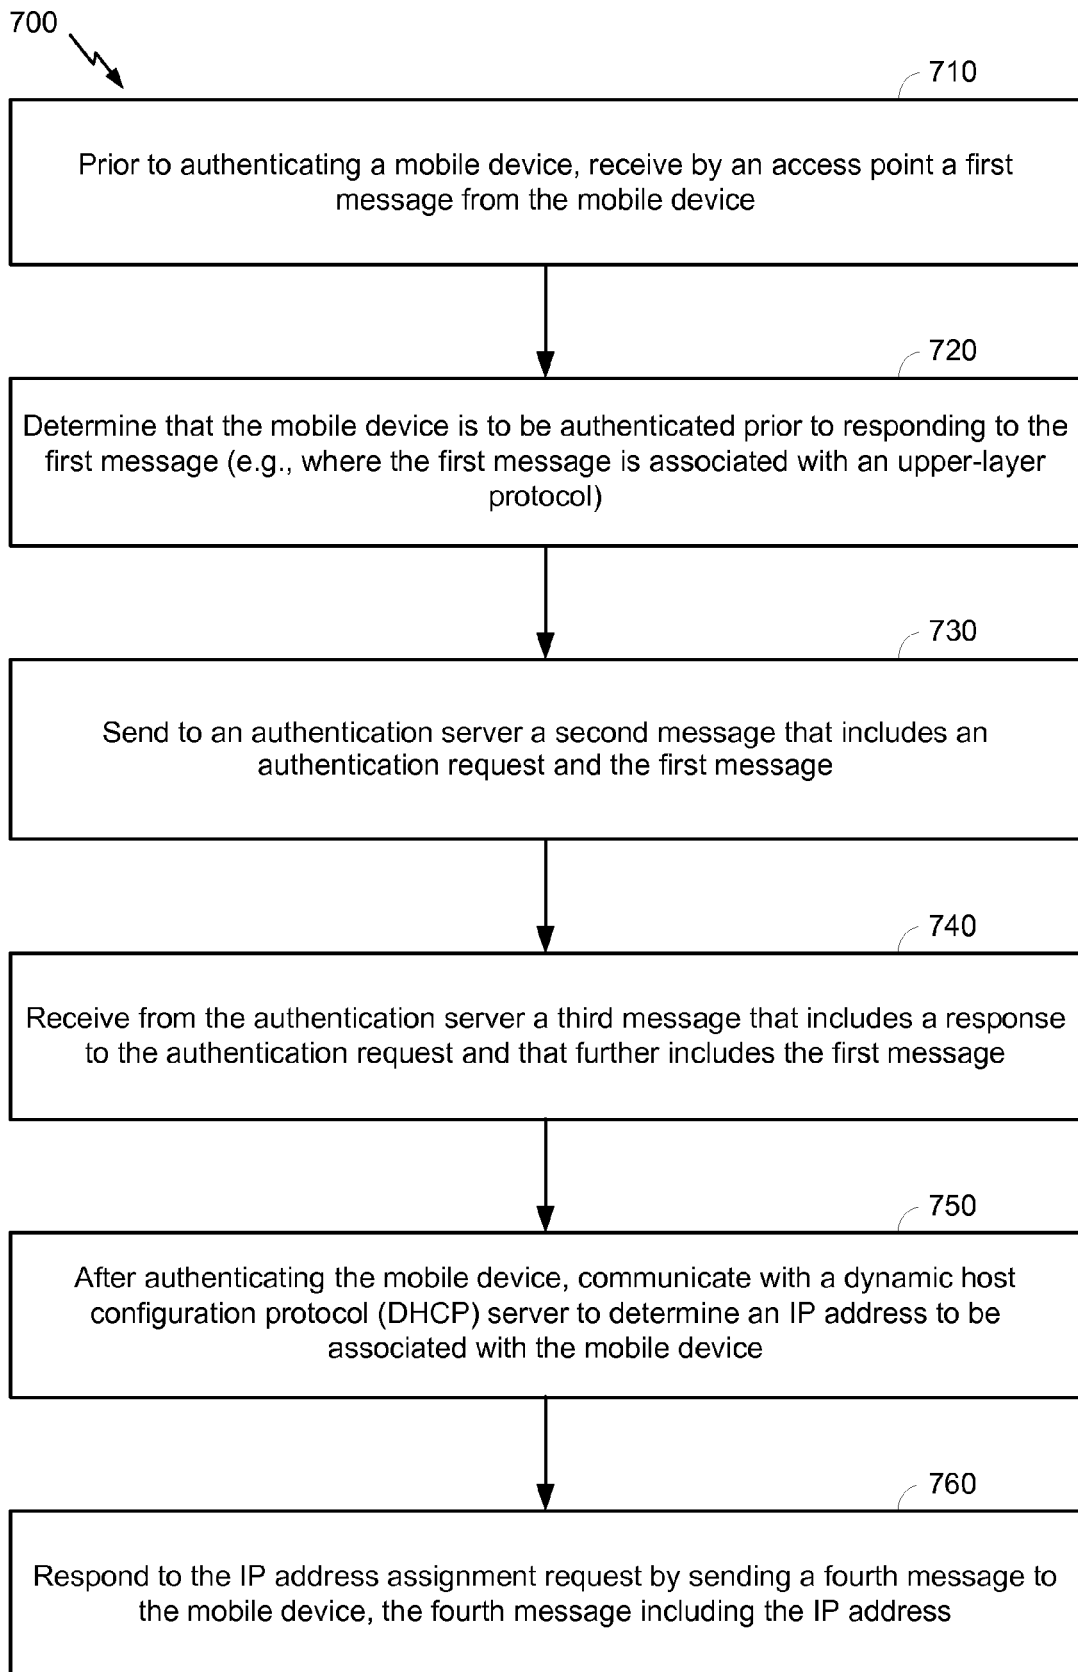 700
710
Prior to authenticating a mobile device, receive by an access point a first
message from the mobile device
720
Determine that the mobile device is to be authenticated prior to responding to the
first message (e.g., where the first message is associated with an upper-layer
protocol)
730
Send to an authentication server a second message that includes an
authentication request and the first message
740
Receive from the authentication server a third message that includes a response
to the authentication request and that further includes the first message
750
After authenticating the mobile device, communicate with a dynamic host
configuration protocol (DHCP) server to determine an IP address to be
associated with the mobile device
760
Respond to the IP address assignment request by sending a fourth message to
the mobile device, the fourth message including the IP address